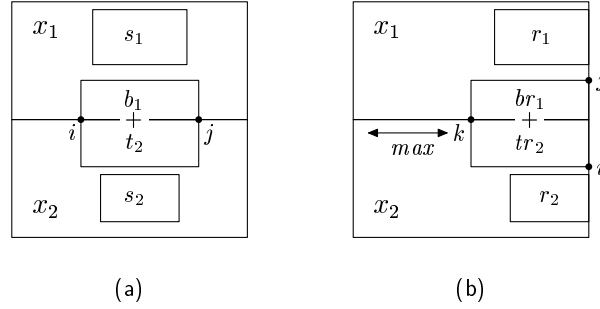 x₁
s₁
b₁
i
+
j
t₂
s₂
x₂
(a)
x₁
r₁
br₁
k
+
max
tr₂
r₂
x₂
(b)